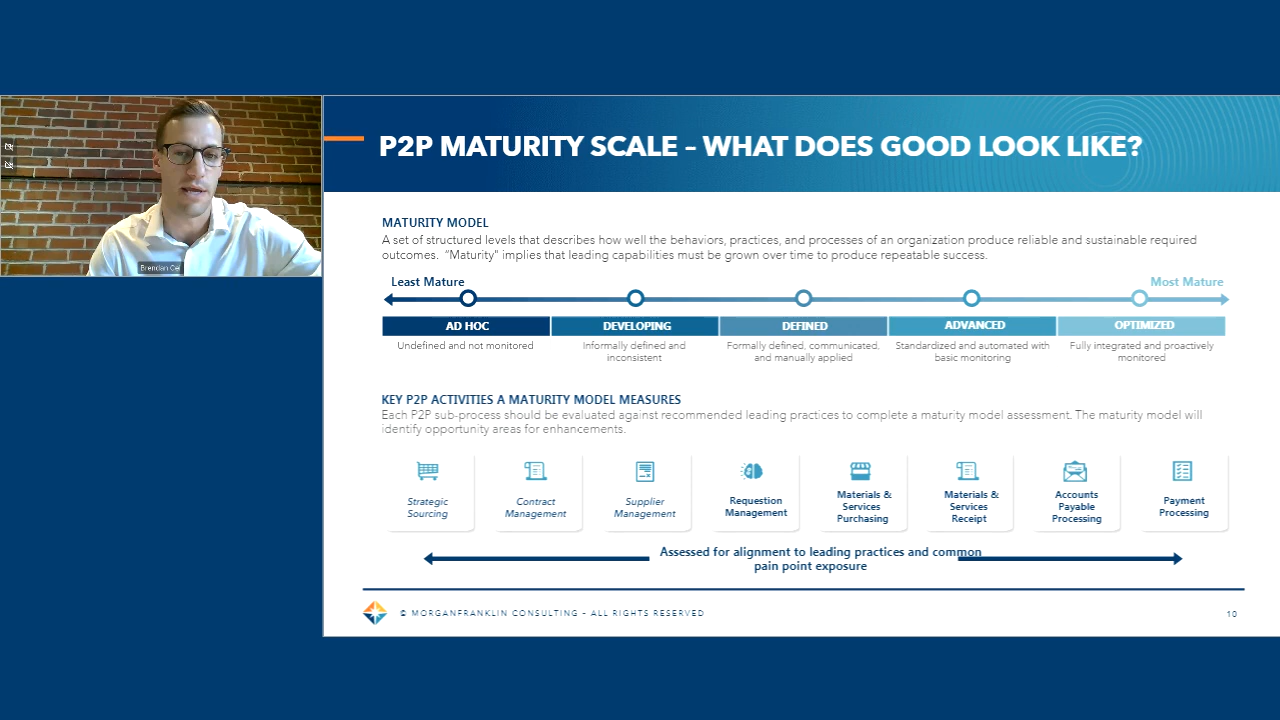 P2P MATURITY SCALE – WHAT DOES GOOD LOOK LIKE?
Brendan Cel
MATURITY MODEL
A set of structured levels that describes how well the behaviors, practices, and processes of an organization produce reliable and sustainable required
outcomes. “Maturity” implies that leading capabilities must be grown over time to produce repeatable success.
Least Mature
Most Mature
AD HOC
DEVELOPING
DEFINED
ADVANCED
OPTIMIZED
Undefined and not monitored
Informally defined and
inconsistent
Formally defined, communicated,
and manually applied
Standardized and automated with
basic monitoring
Fully integrated and proactively
monitored
KEY P2P ACTIVITIES A MATURITY MODEL MEASURES
Each P2P sub-process should be evaluated against recommended leading practices to complete a maturity model assessment. The maturity model will
identify opportunity areas for enhancements.
Strategic
Sourcing
Contract
Management
Supplier
Management
Requestion
Management
Materials &
Services
Purchasing
Materials &
Services
Receipt
Accounts
Payable
Processing
Payment
Processing
Assessed for alignment to leading practices and common
pain point exposure
© MORGANFRANKLIN CONSULTING - ALL RIGHTS RESERVED
10